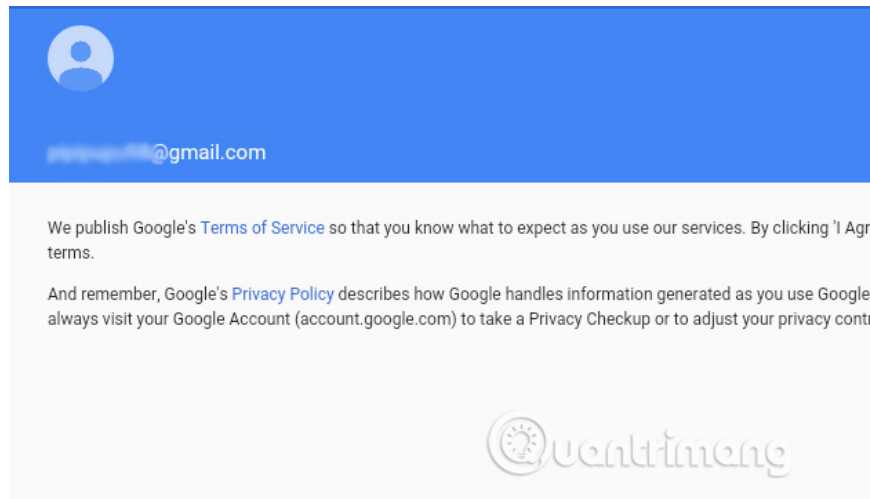 @gmail.com
We publish Google's Terms of Service so that you know what to expect as you use our services. By clicking 'I Agr
terms.
And remember, Google's Privacy Policy describes how Google handles information generated as you use Google
always visit your Google Account (account.google.com) to take a Privacy Checkup or to adjust your privacy contr
Quantrimang